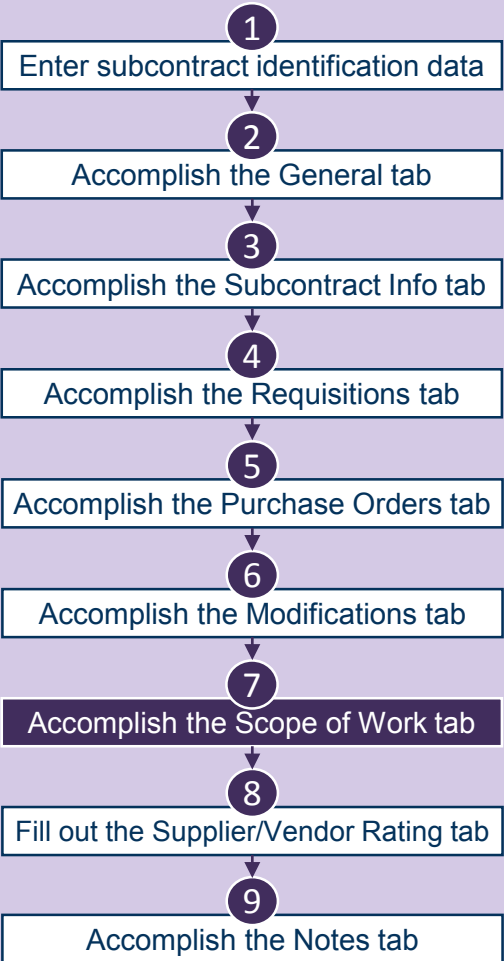 1
Enter subcontract identification data
2
Accomplish the General tab
3
Accomplish the Subcontract Info tab
4
Accomplish the Requisitions tab
5
Accomplish the Purchase Orders tab
6
Accomplish the Modifications tab
7
Accomplish the Scope of Work tab
8
Fill out the Supplier/Vendor Rating tab
9
Accomplish the Notes tab